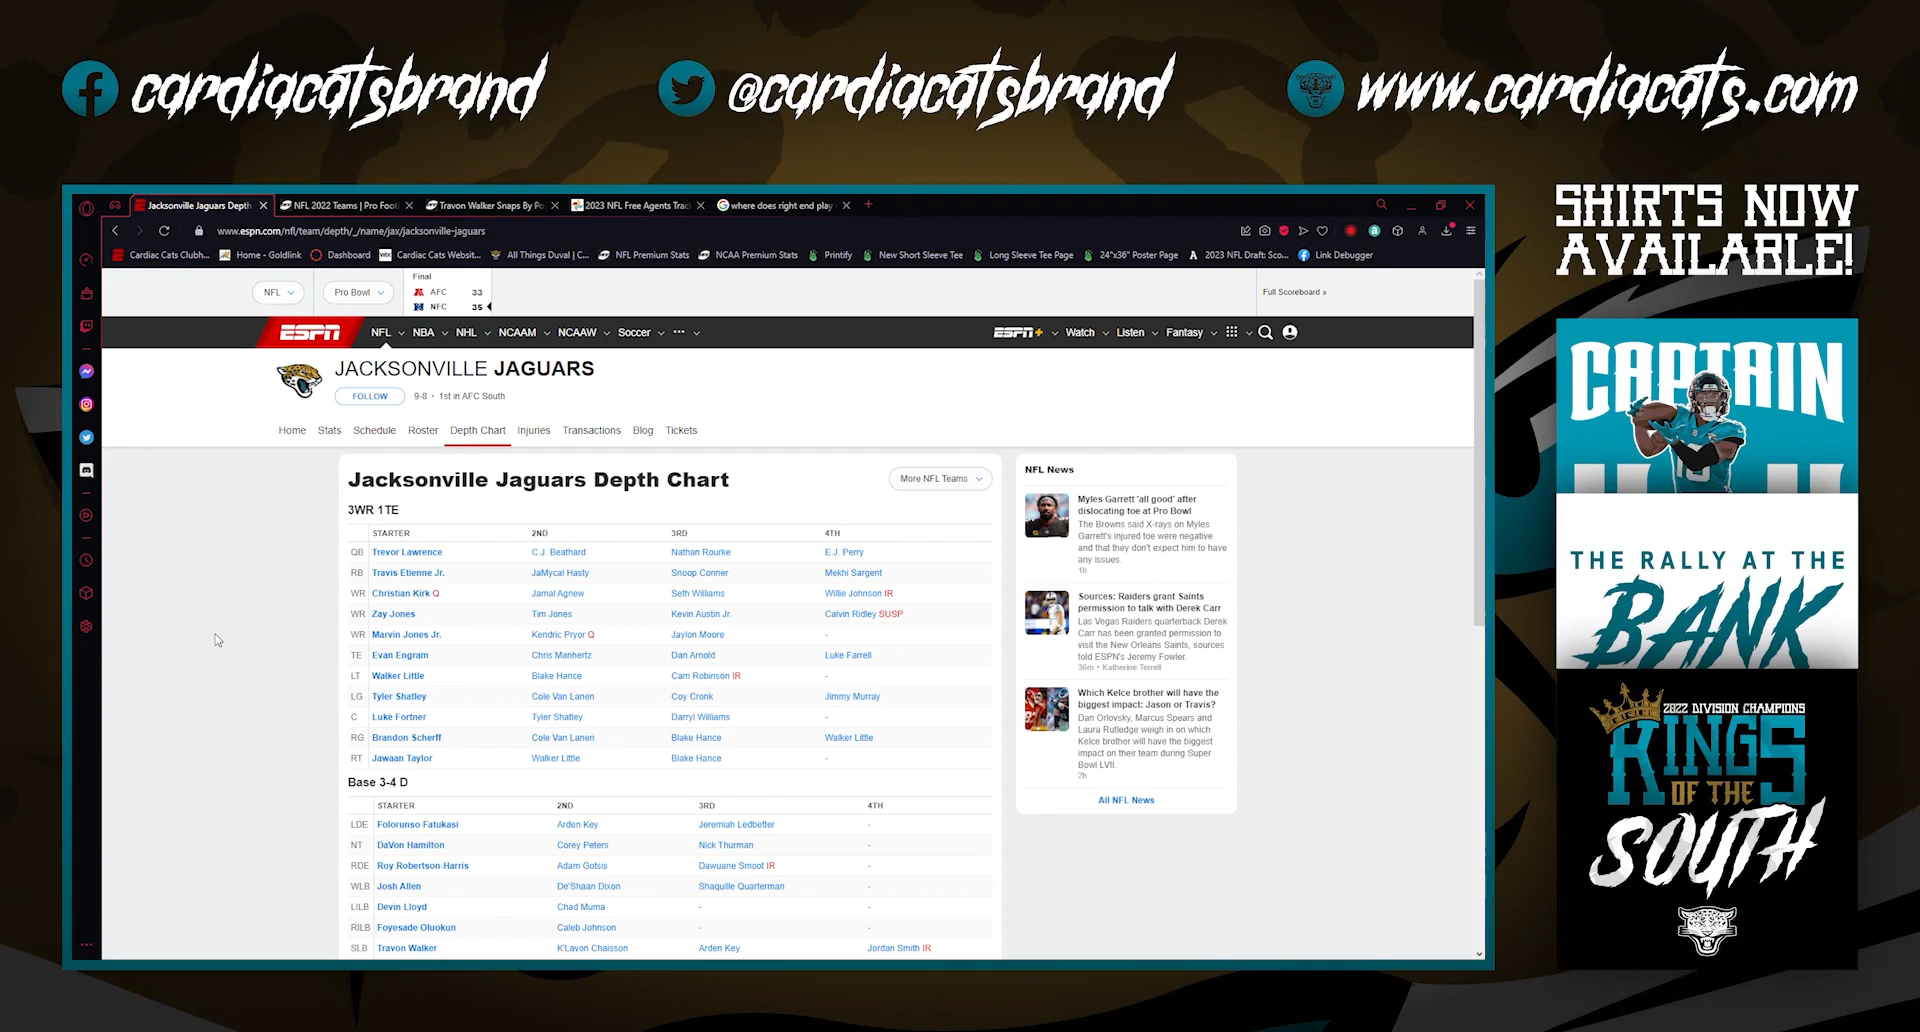 cardiacatsbrand
@cardiacatsbrand
www.cardiacats.com
Jacksonville Jaguars Depth
NFL 2022 Teams | Pro Foot
Travon Walker Snaps By Po
2023 NFL Free Agents Trac
where does right end play
www.espn.com/nfl/team/depth/_/name/jax/jacksonville-jaguars
Cardiac Cats Clubh...
Home - Goldlink
Dashboard
WIX Cardiac Cats Websit...
All Things Duval | C...
NFL Premium Stats
NCAA Premium Stats
Printify
New Short Sleeve Tee
Long Sleeve Tee Page
24"x36" Poster Page
2023 NFL Draft: Sco...
Link Debugger
NFL
Pro Bowl
Final
AFC 33
NFC 35
Full Scoreboard »
ESPN
NFL NBA NHL NCAAM NCAAW Soccer ...
ESPN+ Watch Listen Fantasy
JACKSONVILLE JAGUARS
FOLLOW 9-8 • 1st in AFC South
Home Stats Schedule Roster Depth Chart Injuries Transactions Blog Tickets
Jacksonville Jaguars Depth Chart
More NFL Teams
3WR 1TE
STARTER 2ND 3RD 4TH
QB Trevor Lawrence C.J. Beathard Nathan Rourke E.J. Perry
RB Travis Etienne Jr. JaMycal Hasty Snoop Conner Mekhi Sargent
WR Christian Kirk Q Jamal Agnew Seth Williams Willie Johnson IR
WR Zay Jones Tim Jones Kevin Austin Jr. Calvin Ridley SUSP
WR Marvin Jones Jr. Kendric Pryor Q Jaylon Moore -
TE Evan Engram Chris Manhertz Dan Arnold Luke Farrell
LT Walker Little Blake Hance Cam Robinson IR -
LG Tyler Shatley Cole Van Lanen Coy Cronk Jimmy Murray
C Luke Fortner Tyler Shatley Darryl Williams -
RG Brandon Scherff Cole Van Lanen Blake Hance Walker Little
RT Jawaan Taylor Walker Little Blake Hance -
Base 3-4 D
STARTER 2ND 3RD 4TH
LDE Folorunso Fatukasi Arden Key Jeremiah Ledbetter -
NT DaVon Hamilton Corey Peters Nick Thurman -
RDE Roy Robertson-Harris Adam Gotsis Dawuane Smoot IR -
WLB Josh Allen De'Shaan Dixon Shaquille Quarterman -
LILB Devin Lloyd Chad Muma - -
RILB Foyesade Oluokun Caleb Johnson - -
SLB Travon Walker K'Lavon Chaisson Arden Key Jordan Smith IR
NFL News
Myles Garrett 'all good' after
dislocating toe at Pro Bowl
The Browns said X-rays on Myles
Garrett's injured toe were negative
and that they don't expect him to have
any issues.
1h
Sources: Raiders grant Saints
permission to talk with Derek Carr
Las Vegas Raiders quarterback Derek
Carr has been granted permission to
visit the New Orleans Saints, sources
told ESPN's Jeremy Fowler.
36m • Katherine Terrell
Which Kelce brother will have the
biggest impact: Jason or Travis?
Dan Orlovsky, Marcus Spears and
Laura Rutledge weigh in on which
Kelce brother will have the biggest
impact on their team during Super
Bowl LVII.
2h
All NFL News
SHIRTS NOW
AVAILABLE!
CAPTAIN
THE RALLY AT THE
BANK
2022 DIVISION CHAMPIONS
KINGS
OF THE
SOUTH